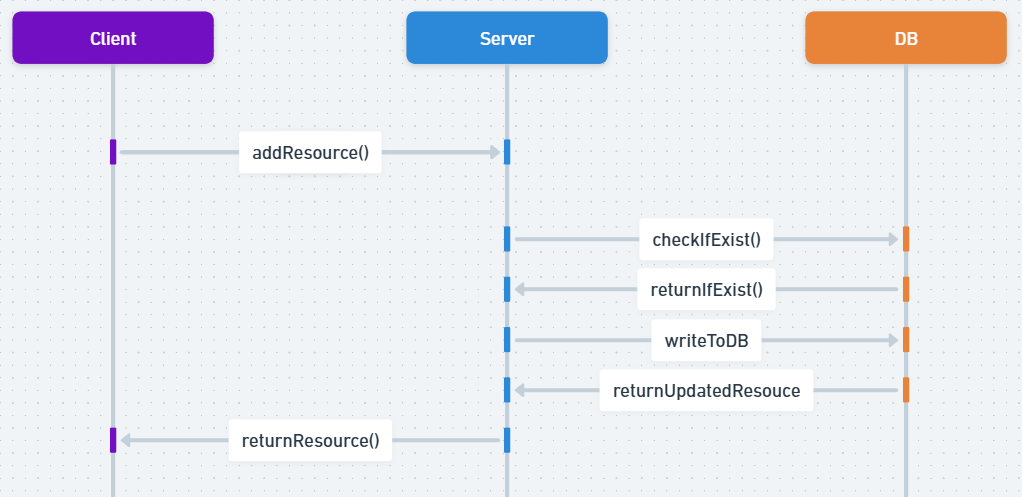 Client
Server
DB
addResource()
checkIfExist()
returnIfExist()
writeToDB
returnUpdatedResouce
returnResource()